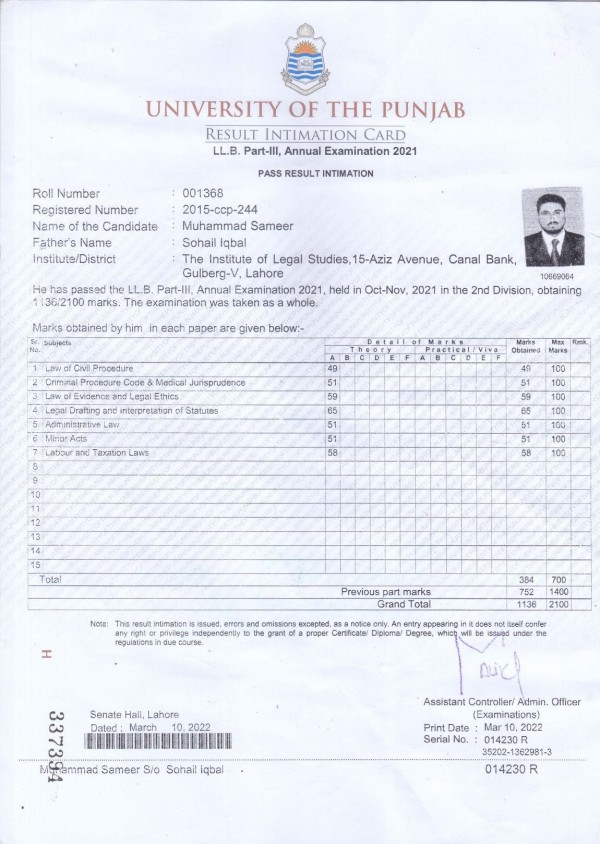 UNIVERSITY OF THE PUNJAB
RESULT INTIMATION CARD
LL.B. Part-III, Annual Examination 2021
PASS RESULT INTIMATION
Roll Number : 001368
Registered Number : 2015-ccp-244
Name of the Candidate : Muhammad Sameer
Father's Name : Sohail Iqbal
Institute/District : The Institute of Legal Studies,15-Aziz Avenue, Canal Bank,
Gulberg-V, Lahore
10669064
He has passed the LL.B. Part-III, Annual Examination 2021, held in Oct-Nov, 2021 in the 2nd Division, obtaining
1136/2100 marks. The examination was taken as a whole.
Marks obtained by him in each paper are given below:-
Sr. No. Subjects Detail of Marks Marks Obtained Max Marks Rmk.
Theory Practical/Viva
A B C D E F A B C D E F
1 Law of Civil Procedure 49 49 100
2 Criminal Procedure Code & Medical Jurisprudence 51 51 100
3 Law of Evidence and Legal Ethics 59 59 100
4 Legal Drafting and interpretation of Statutes 65 65 100
5 Administrative Law 51 51 100
6 Minor Acts 51 51 100
7 Labour and Taxation Laws 58 58 100
8
9
10
11
12
13
14
15
Total 384 700
Previous part marks 752 1400
Grand Total 1136 2100
Note: This result intimation is issued, errors and omissions excepted, as a notice only. An entry appearing in it does not itself confer
any right or privilege independently to the grant of a proper Certificate/ Diploma/ Degree, which will be issued under the
regulations in due course.
H
337394
Senate Hall, Lahore
Dated : March 10, 2022
Assistant Controller/ Admin. Officer
(Examinations)
Print Date : Mar 10, 2022
Serial No. : 014230 R
35202-1362981-3
Muhammad Sameer S/o Sohail Iqbal 014230 R